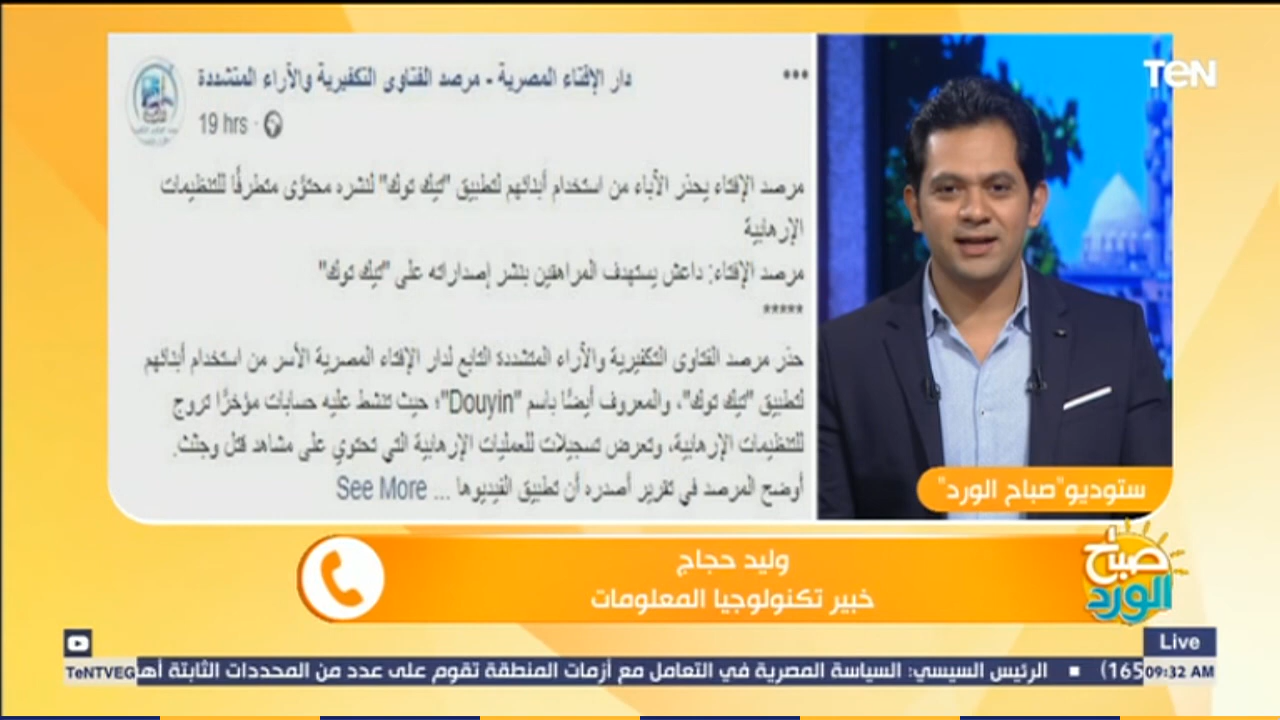 TeN
دار الإفتاء المصرية - مرصد الفتاوى التكفيرية والآراء المتشددة
19 hrs ·
مرصد الإفتاء يحذر الآباء من استخدام أبنائهم لتطبيق "تيك توك" لنشره محتوًى متطرفًا للتنظيمات
الإرهابية
مرصد الإفتاء: داعش يستهدف المراهقين بنشر إصداراته على "تيك توك"
*****
حذر مرصد الفتاوى التكفيرية والآراء المتشددة التابع لدار الإفتاء المصرية الأسر من استخدام أبنائهم
لتطبيق "تيك توك"، والمعروف أيضًا باسم "Douyin"؛ حيث تنشط عليه حسابات مؤخرًا تروج
للتنظيمات الإرهابية، وتعرض تسجيلات للعمليات الإرهابية التي تحتوي على مشاهد قتل وجثث.
أوضح المرصد في تقرير أصدره أن تطبيق الفيديوها ... See More
ستوديو"صباح الورد"
وليد حجاج
خبير تكنولوجيا المعلومات
صباح
الورد
Live
165) ■ الرئيس السيسي: السياسة المصرية في التعامل مع أزمات المنطقة تقوم على عدد من المحددات الثابتة أهـ
TeNTVEG
09:32 AM